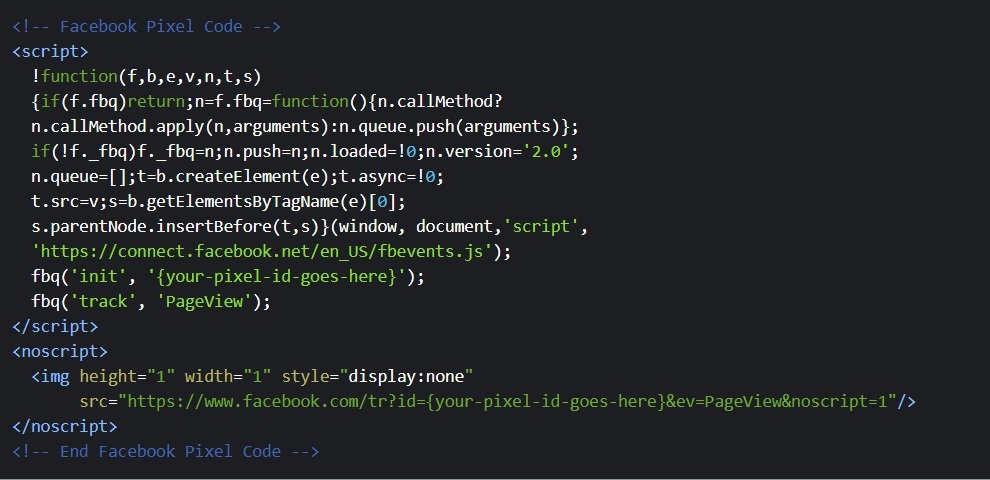 <!-- Facebook Pixel Code -->
<script>
!function(f,b,e,v,n,t,s)
{if(f.fbq)return;n=f.fbq=function(){n.callMethod?
n.callMethod.apply(n,arguments):n.queue.push(arguments)};
if(!f._fbq)f._fbq=n;n.push=n;n.loaded=!0;n.version='2.0';
n.queue=[];t=b.createElement(e);t.async=!0;
t.src=v;s=b.getElementsByTagName(e)[0];
s.parentNode.insertBefore(t,s)}(window, document,'script',
'https://connect.facebook.net/en_US/fbevents.js');
fbq('init', '{your-pixel-id-goes-here}');
fbq('track', 'PageView');
</script>
<noscript>
<img height="1" width="1" style="display:none"
src="https://www.facebook.com/tr?id={your-pixel-id-goes-here}&ev=PageView&noscript=1"/>
</noscript>
<!-- End Facebook Pixel Code -->